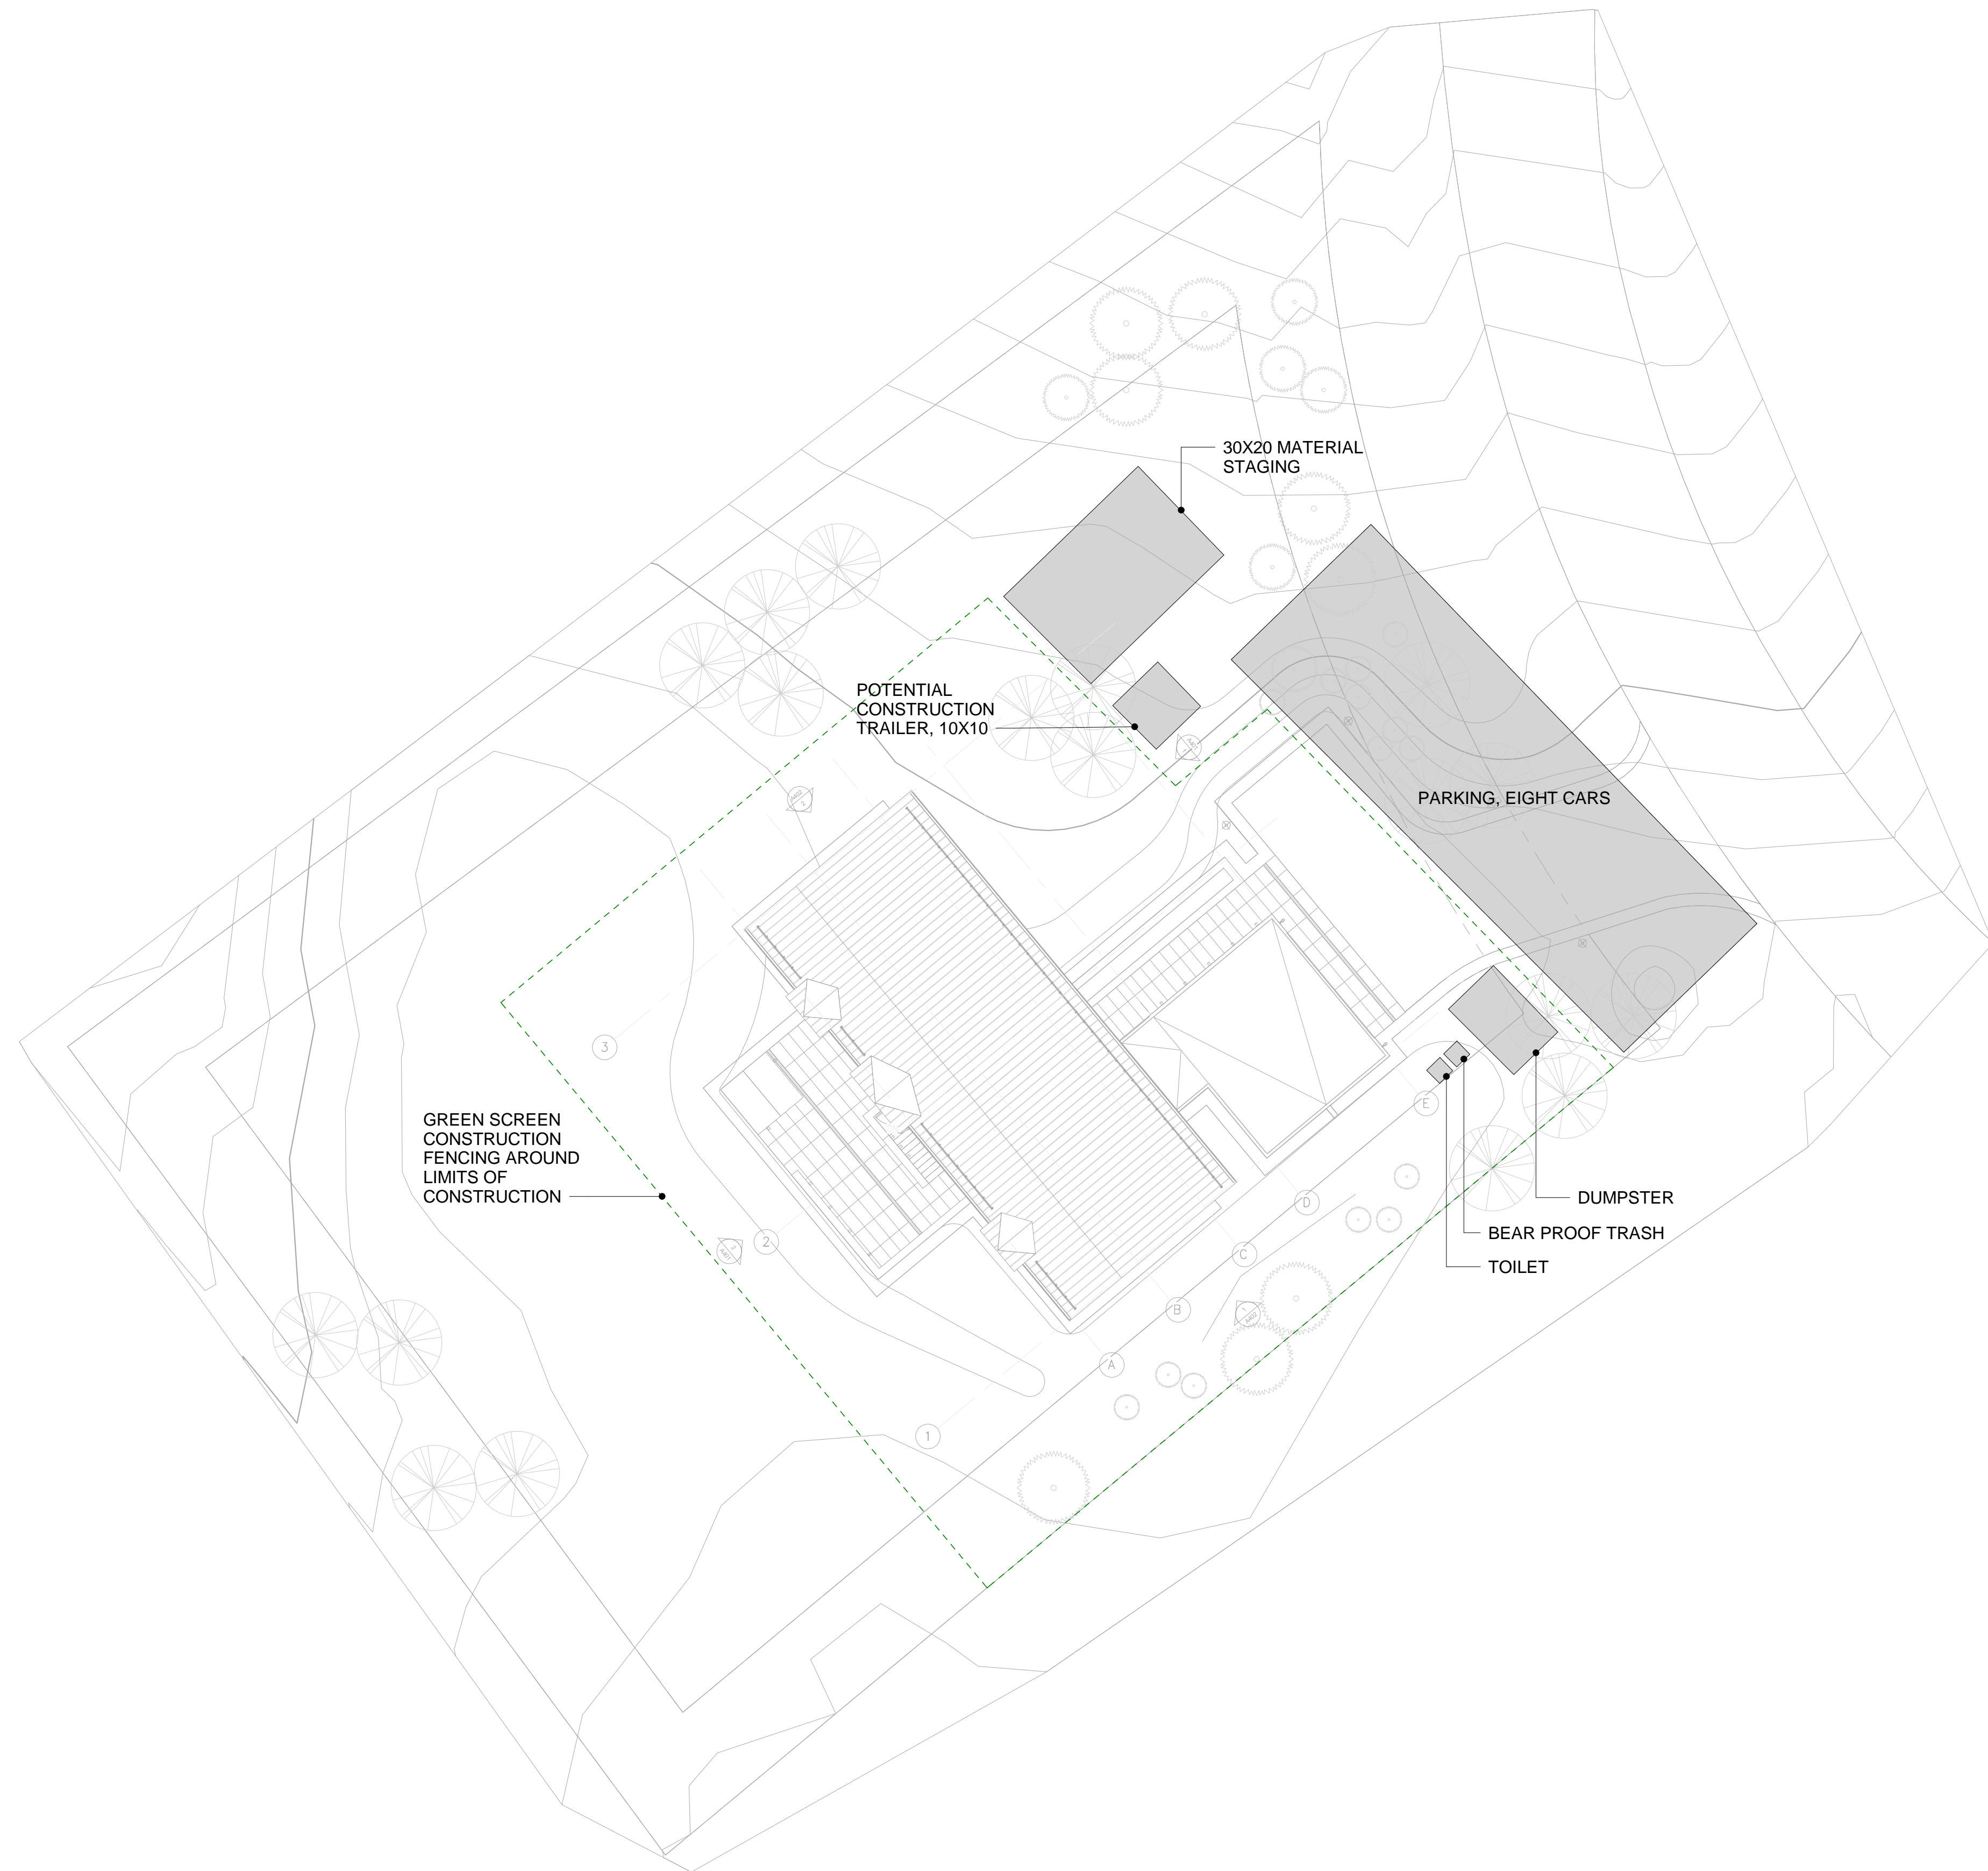 30X20 MATERIAL
STAGING
POTENTIAL
CONSTRUCTION
TRAILER, 10X10
PARKING, EIGHT CARS
GREEN SCREEN
CONSTRUCTION
FENCING AROUND
LIMITS OF
CONSTRUCTION
DUMPSTER
BEAR PROOF TRASH
TOILET
3
2
1
A
B
C
D
E